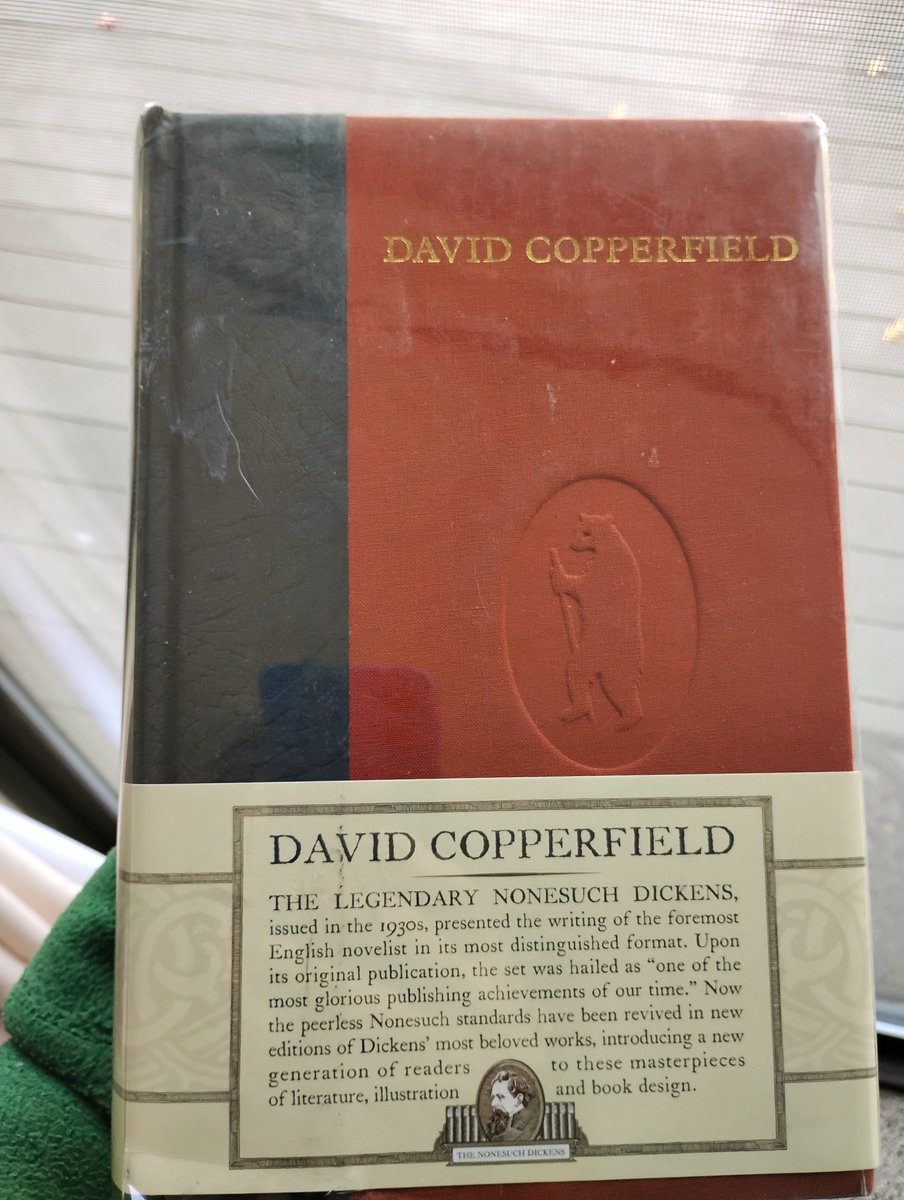 DAVID COPPERFIELD
DAVID COPPERFIELD
THE LEGENDARY NONESUCH DICKENS,
issued in the 1930s, presented the writing of the foremost
English novelist in its most distinguished format. Upon
its original publication, the set was hailed as “one of the
most glorious publishing achievements of our time.” Now
the peerless Nonesuch standards have been revived in new
editions of Dickens’ most beloved works, introducing a new
generation of readers to these masterpieces
of literature, illustration and book design.
THE NONESUCH DICKENS